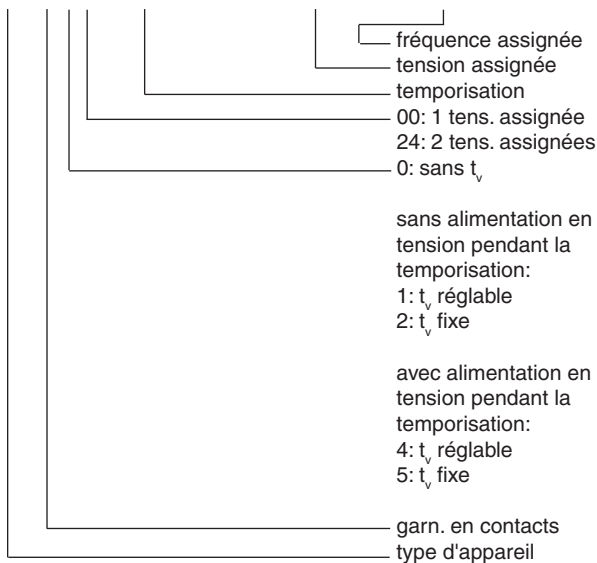 fréquence assignée
tension assignée
temporisation
00: 1 tens. assignée
24: 2 tens. assignées
0: sans tv
sans alimentation en
tension pendant la
temporisation:
1: tv réglable
2: tv fixe
avec alimentation en
tension pendant la
temporisation:
4: tv réglable
5: tv fixe
garn. en contacts
type d'appareil